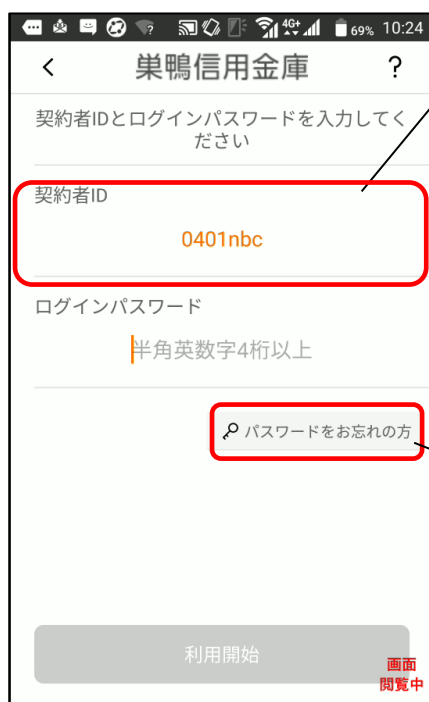 4G+ 69% 10:24
巣鴨信用金庫 ?
契約者IDとログインパスワードを入力してく
ださい
契約者ID
0401nbc
ログインパスワード
半角英数字4桁以上
パスワードをお忘れの方
利用開始
画面
閲覧中